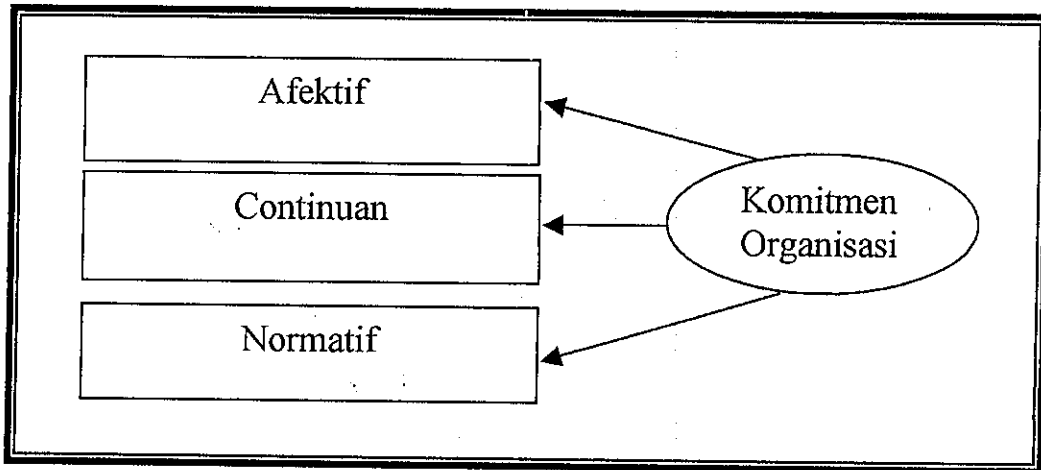 Afektif
Continuan
Normatif
Komitmen
Organisasi